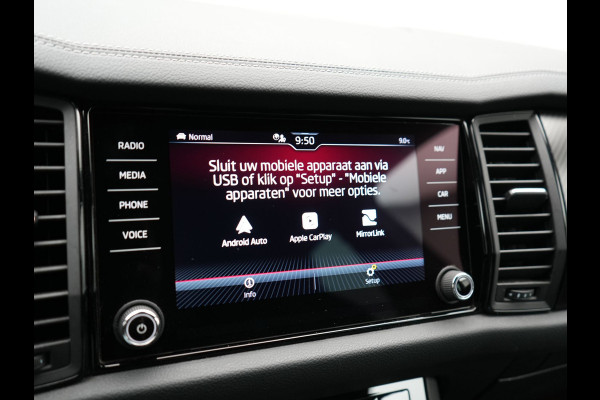 Normal 9:50 9.0°C
RADIO
MEDIA
PHONE
VOICE
Sluit uw mobiele apparaat aan via
USB of klik op "Setup" - "Mobiele
apparaten" voor meer opties.
Android Auto Apple CarPlay MirrorLink
Info Setup
NAV
APP
CAR
MENU